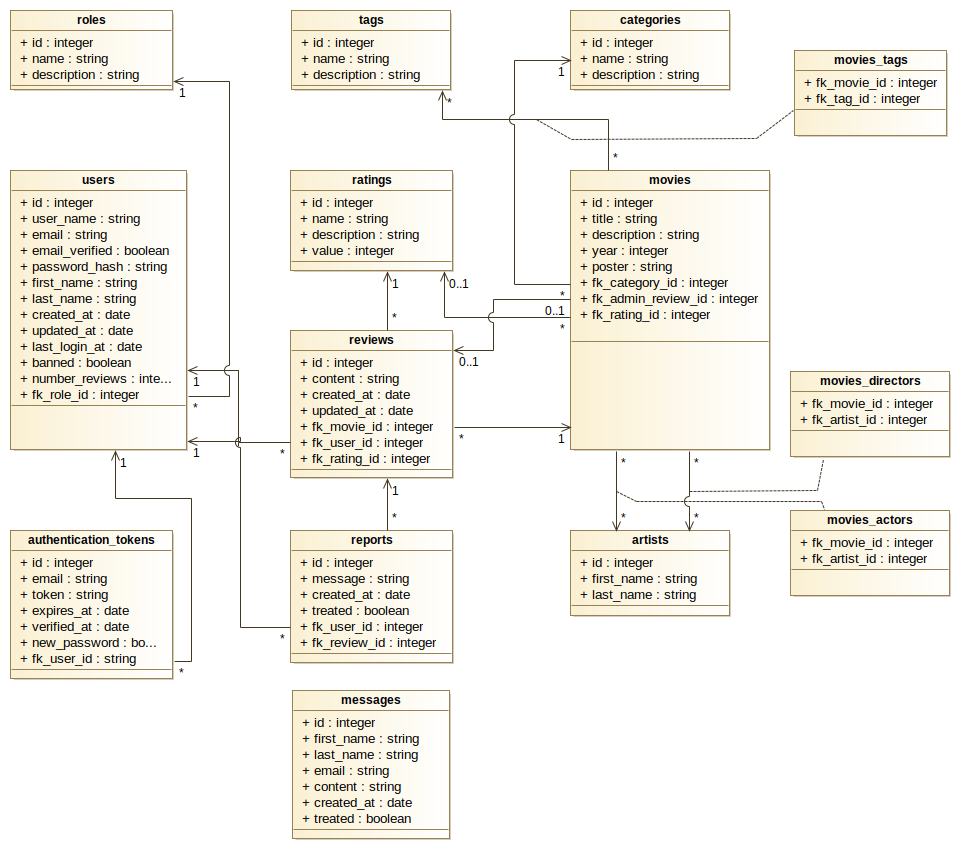 roles
+ id : integer
+ name : string
+ description : string
1
tags
+ id : integer
+ name : string
+ description : string
*
categories
+ id : integer
+ name : string
+ description : string
1
movies_tags
+ fk_movie_id : integer
+ fk_tag_id : integer
*
users
+ id : integer
+ user_name : string
+ email : string
+ email_verified : boolean
+ password_hash : string
+ first_name : string
+ last_name : string
+ created_at : date
+ updated_at : date
+ last_login_at : date
+ banned : boolean
+ number_reviews : inte...
+ fk_role_id : integer
1
*
1
1
ratings
+ id : integer
+ name : string
+ description : string
+ value : integer
1
0..1
*
movies
+ id : integer
+ title : string
+ description : string
+ year : integer
+ poster : string
+ fk_category_id : integer
+ fk_admin_review_id : integer
+ fk_rating_id : integer
*
0..1
*
reviews
+ id : integer
+ content : string
+ created_at : date
+ updated_at : date
+ fk_movie_id : integer
+ fk_user_id : integer
+ fk_rating_id : integer
0..1
*
1
*
1
*
movies_directors
+ fk_movie_id : integer
+ fk_artist_id : integer
*
*
*
*
movies_actors
+ fk_movie_id : integer
+ fk_artist_id : integer
authentication_tokens
+ id : integer
+ email : string
+ token : string
+ expires_at : date
+ verified_at : date
+ new_password : bo...
+ fk_user_id : string
1
*
reports
+ id : integer
+ message : string
+ created_at : date
+ treated : boolean
+ fk_user_id : integer
+ fk_review_id : integer
*
artists
+ id : integer
+ first_name : string
+ last_name : string
messages
+ id : integer
+ first_name : string
+ last_name : string
+ email : string
+ content : string
+ created_at : date
+ treated : boolean